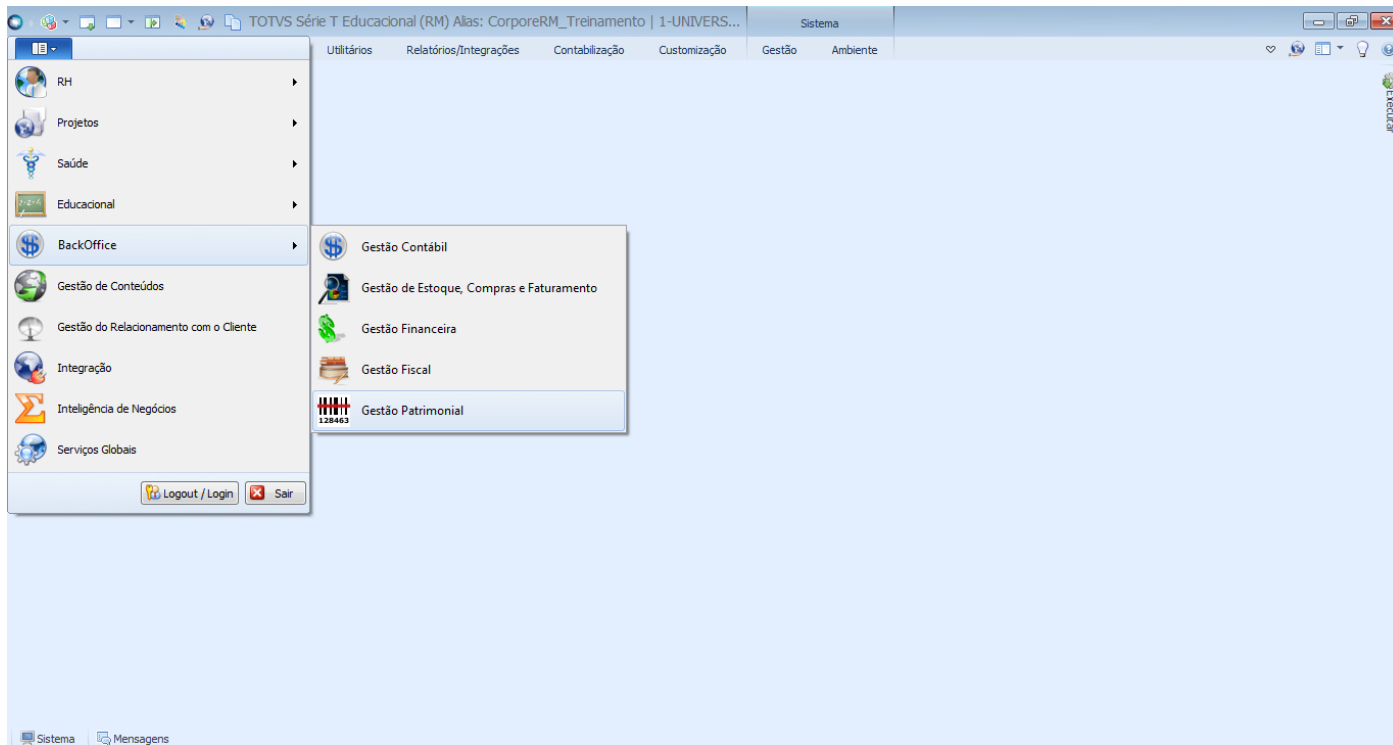 TOTVS Série T Educacional (RM) Alias: CorporeRM_Treinamento | 1-UNIVERS...
Sistema
Utilitários Relatórios/Integrações Contabilização Customização Gestão Ambiente
Executar
RH
Projetos
Saúde
Educacional
BackOffice
Gestão de Conteúdos
Gestão do Relacionamento com o Cliente
Integração
Inteligência de Negócios
Serviços Globais
Logout / Login Sair
Gestão Contábil
Gestão de Estoque, Compras e Faturamento
Gestão Financeira
Gestão Fiscal
128463
Gestão Patrimonial
Sistema Mensagens